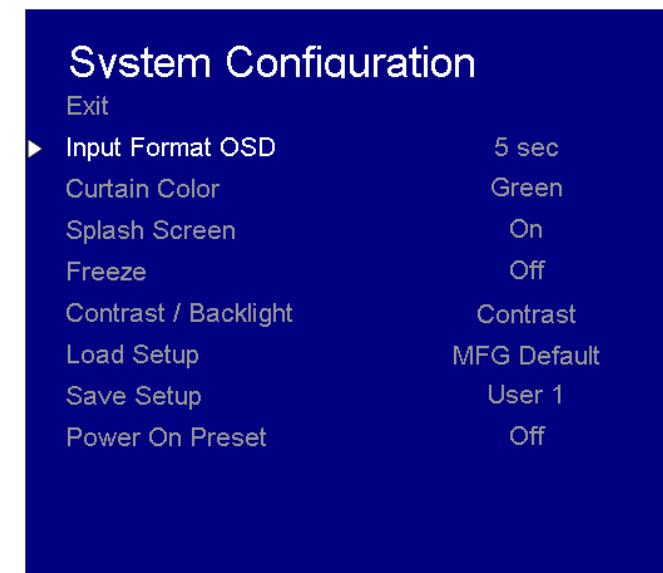 System Configuration
Exit
Input Format OSD 5 sec
Curtain Color Green
Splash Screen On
Freeze Off
Contrast / Backlight Contrast
Load Setup MFG Default
Save Setup User 1
Power On Preset Off